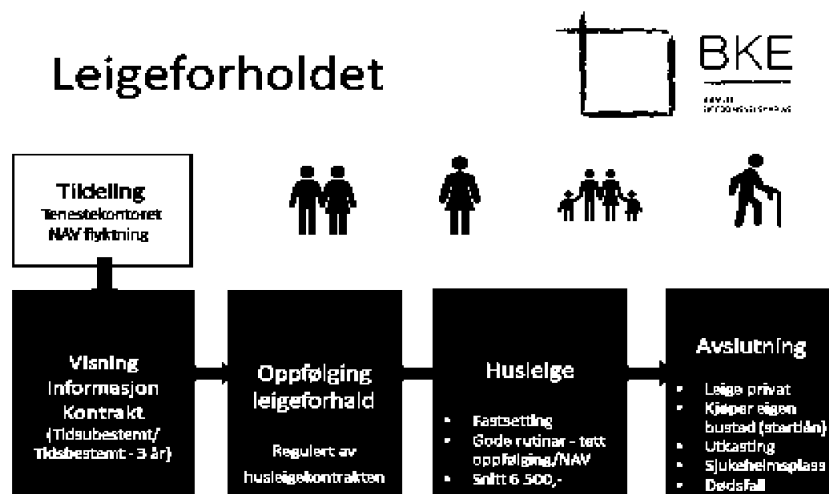 Leigeforholdet
BKE
Tildeling
Tenestekontoret
NAV flyktning
Visning
Informasjon
Kontrakt
(Tidsubestemt/
Tidsbestemt - 3 år)
Oppfølging
leigeforhald
Regulert av
husleigekontrakten
Husleige
• Fastsetting
• Gode rutinar - tett
oppfølging/NAV
• Snitt 6 500,-
Avslutning
• Leige privat
• Kjøper eigen
bustad (startlån)
• Utkasting
• Sjukeheimsplass
• Dødsfall